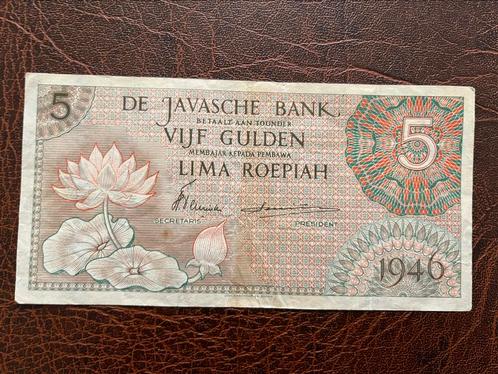 5
DE JAVASCHE BANK,
BETAALT AAN TOONDER
VIJF GULDEN
MEMBAJAR KEPADA PEMBAWA
LIMA ROEPIAH
5
SECRETARIS
PRESIDENT
1946